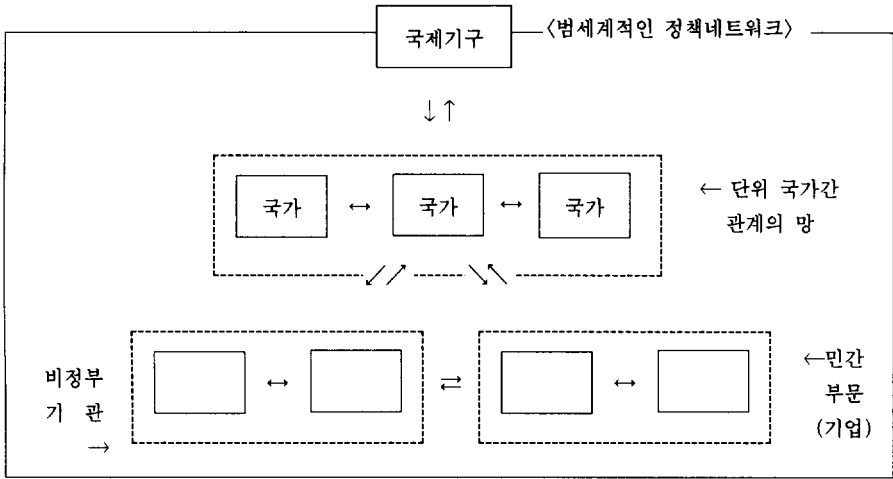 국제기구
〈범세계적인 정책네트워크〉
↓↑
국가 ↔ 국가 ↔ 국가
← 단위 국가간
관계의 망
↙↗ ↘↖
비정부
기 관
→
↔ ⇄ ↔
←민간
부문
(기업)